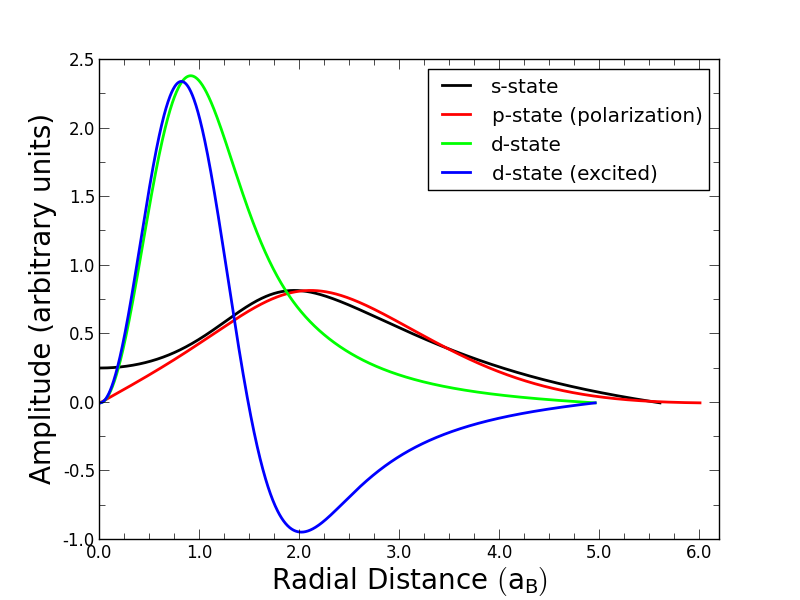 2.5
2.0
1.5
1.0
0.5
0.0
-0.5
-1.0
0.0 1.0 2.0 3.0 4.0 5.0 6.0
Amplitude (arbitrary units)
Radial Distance (a_B)
s-state
p-state (polarization)
d-state
d-state (excited)